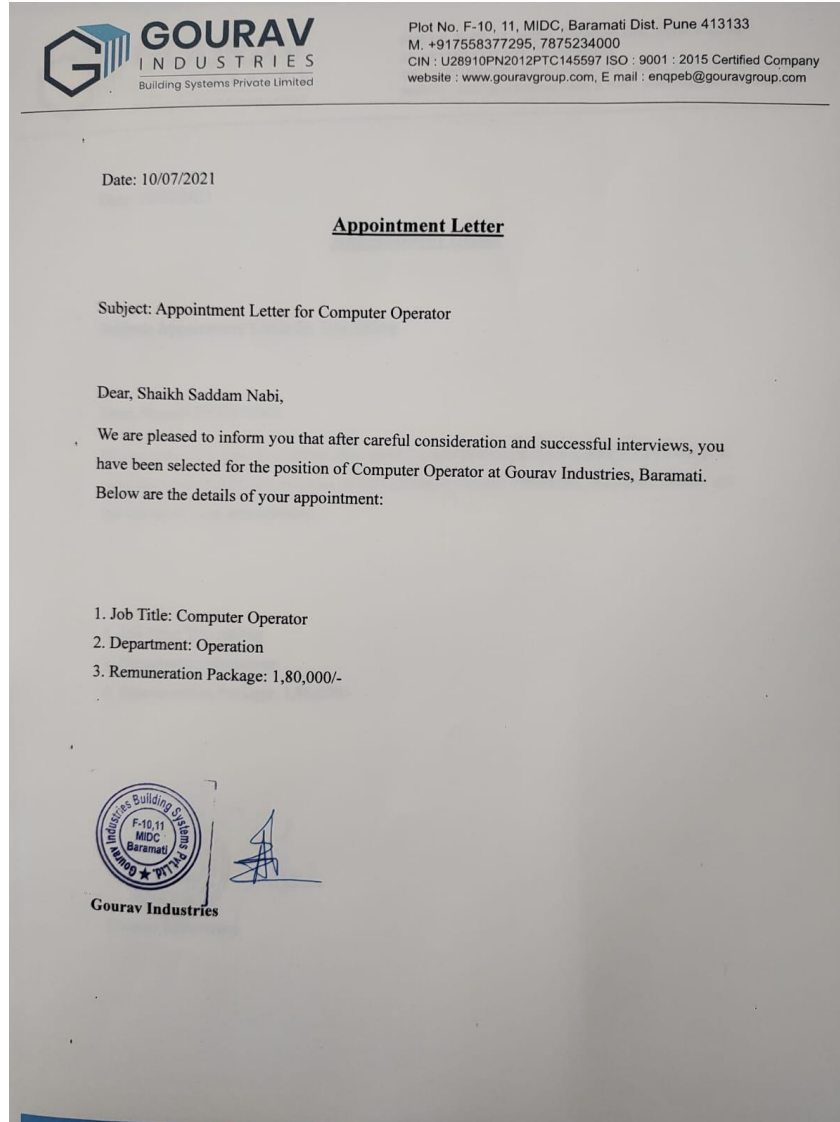 GOURAV
INDUSTRIES
Building Systems Private Limited
Plot No. F-10, 11, MIDC, Baramati Dist. Pune 413133
M. +917558377295, 7875234000
CIN : U28910PN2012PTC145597 ISO : 9001 : 2015 Certified Company
website : www.gouravgroup.com, E mail : enqpeb@gouravgroup.com
Date: 10/07/2021
Appointment Letter
Subject: Appointment Letter for Computer Operator
Dear, Shaikh Saddam Nabi,
We are pleased to inform you that after careful consideration and successful interviews, you
have been selected for the position of Computer Operator at Gourav Industries, Baramati.
Below are the details of your appointment:
1. Job Title: Computer Operator
2. Department: Operation
3. Remuneration Package: 1,80,000/-
Gourav Industries Building Systems Pvt.Ltd.
F-10,11
MIDC
Baramati
Gourav Industries